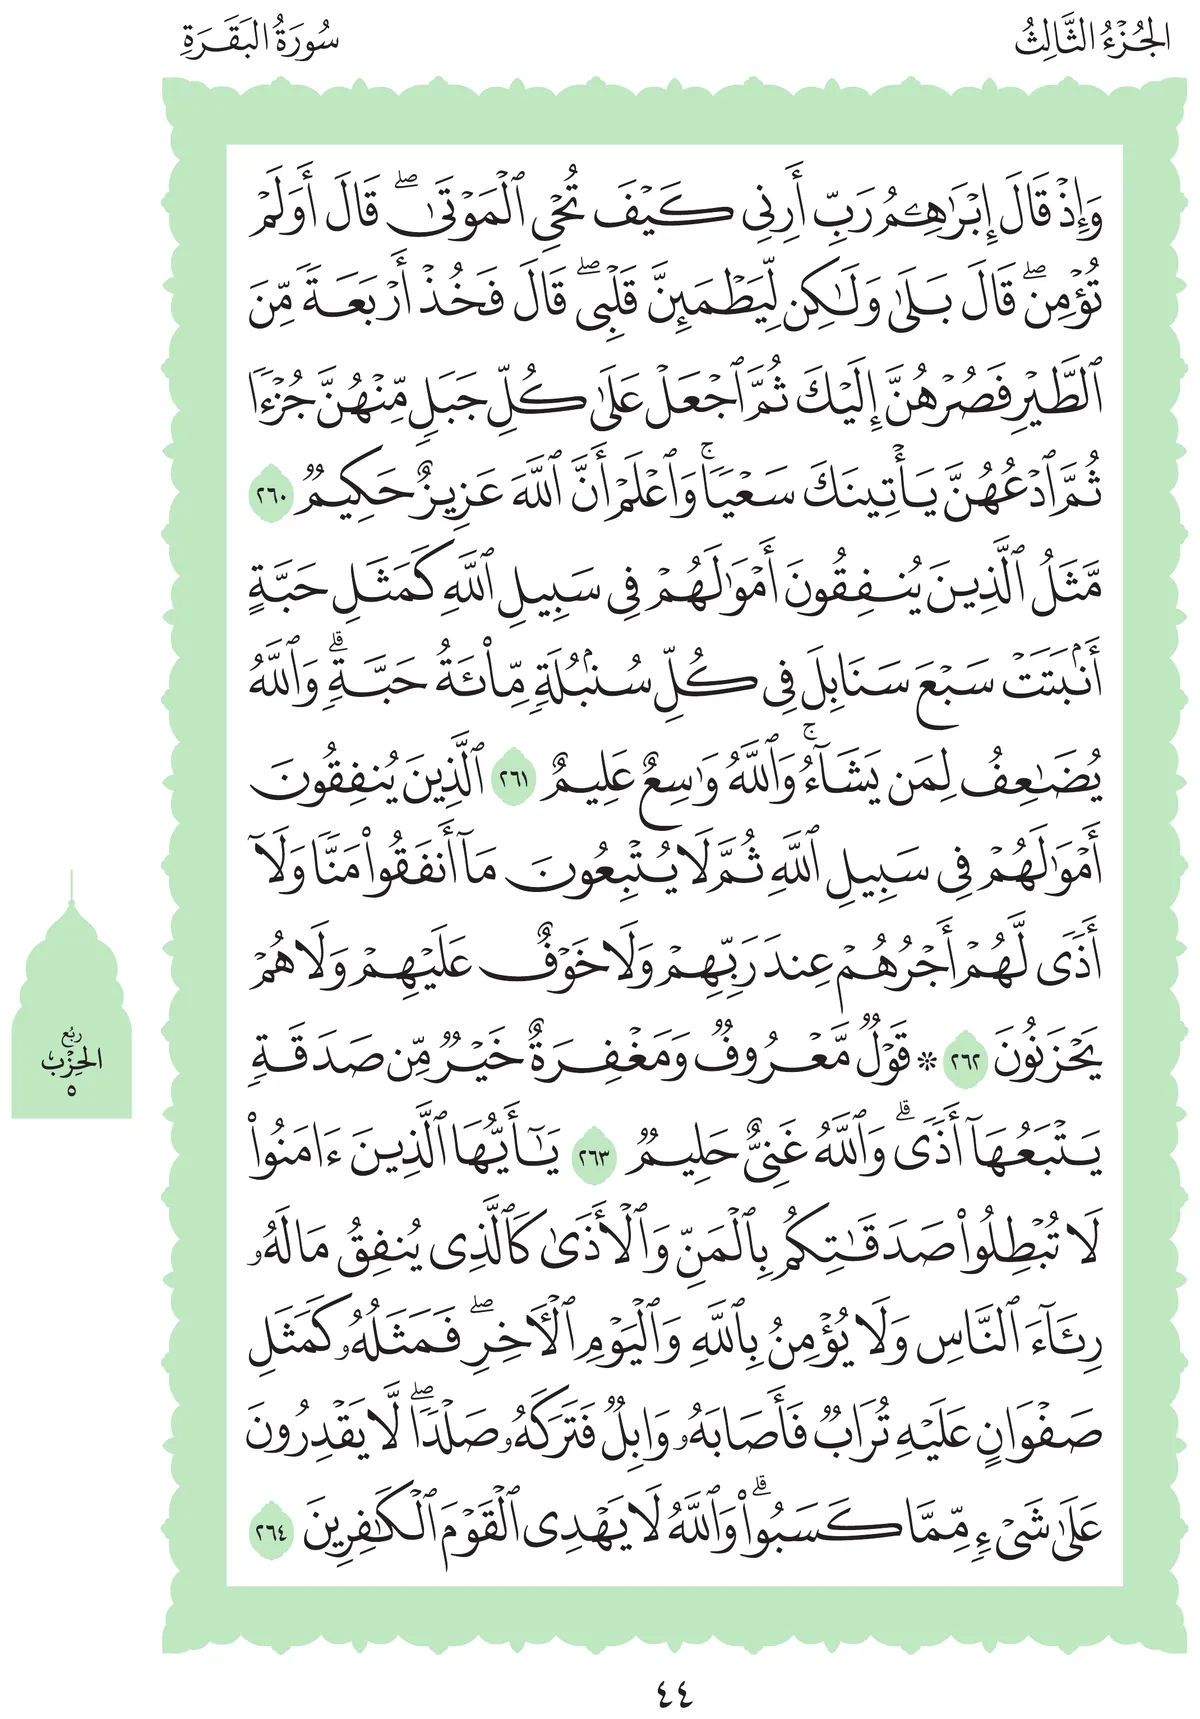 الجُزْءُ الثَّالِثُ
سُورَةُ البَقَرَةِ
وَإِذۡ قَالَ إِبۡرَٰهِـۧمُ رَبِّ أَرِنِي كَيۡفَ تُحۡيِ ٱلۡمَوۡتَىٰۖ قَالَ أَوَلَمۡ
تُؤۡمِنۖ قَالَ بَلَىٰ وَلَٰكِن لِّيَطۡمَئِنَّ قَلۡبِيۖ قَالَ فَخُذۡ أَرۡبَعَةٗ مِّنَ
ٱلطَّيۡرِ فَصُرۡهُنَّ إِلَيۡكَ ثُمَّ ٱجۡعَلۡ عَلَىٰ كُلِّ جَبَلٖ مِّنۡهُنَّ جُزۡءٗا
ثُمَّ ٱدۡعُهُنَّ يَأۡتِينَكَ سَعۡيٗاۚ وَٱعۡلَمۡ أَنَّ ٱللَّهَ عَزِيزٌ حَكِيمٞ ٢٦٠
مَّثَلُ ٱلَّذِينَ يُنفِقُونَ أَمۡوَٰلَهُمۡ فِي سَبِيلِ ٱللَّهِ كَمَثَلِ حَبَّةٍ
أَنۢبَتَتۡ سَبۡعَ سَنَابِلَ فِي كُلِّ سُنۢبُلَةٖ مِّاْئَةُ حَبَّةٖۗ وَٱللَّهُ
يُضَٰعِفُ لِمَن يَشَآءُۚ وَٱللَّهُ وَٰسِعٌ عَلِيمٌ ٢٦١ ٱلَّذِينَ يُنفِقُونَ
أَمۡوَٰلَهُمۡ فِي سَبِيلِ ٱللَّهِ ثُمَّ لَا يُتۡبِعُونَ مَآ أَنفَقُواْ مَنّٗا وَلَآ
أَذٗى لَّهُمۡ أَجۡرُهُمۡ عِندَ رَبِّهِمۡ وَلَا خَوۡفٌ عَلَيۡهِمۡ وَلَا هُمۡ
يَحۡزَنُونَ ٢٦٢ ۞ قَوۡلٞ مَّعۡرُوفٞ وَمَغۡفِرَةٌ خَيۡرٞ مِّن صَدَقَةٖ
يَتۡبَعُهَآ أَذٗىۗ وَٱللَّهُ غَنِيٌّ حَلِيمٞ ٢٦٣ يَٰٓأَيُّهَا ٱلَّذِينَ ءَامَنُواْ
لَا تُبۡطِلُواْ صَدَقَٰتِكُم بِٱلۡمَنِّ وَٱلۡأَذَىٰ كَٱلَّذِي يُنفِقُ مَالَهُۥ
رِئَآءَ ٱلنَّاسِ وَلَا يُؤۡمِنُ بِٱللَّهِ وَٱلۡيَوۡمِ ٱلۡأٓخِرِۖ فَمَثَلُهُۥ كَمَثَلِ
صَفۡوَانٍ عَلَيۡهِ تُرَابٞ فَأَصَابَهُۥ وَابِلٞ فَتَرَكَهُۥ صَلۡدٗاۖ لَّا يَقۡدِرُونَ
عَلَىٰ شَيۡءٖ مِّمَّا كَسَبُواْۗ وَٱللَّهُ لَا يَهۡدِي ٱلۡقَوۡمَ ٱلۡكَٰفِرِينَ ٢٦٤
رُبْع
الحِزْب
٥
٤٤